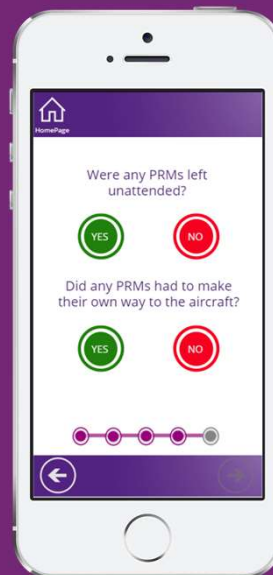 HomePage
Were any PRMs left
unattended?
YES
NO
Did any PRMs had to make
their own way to the aircraft?
YES
NO